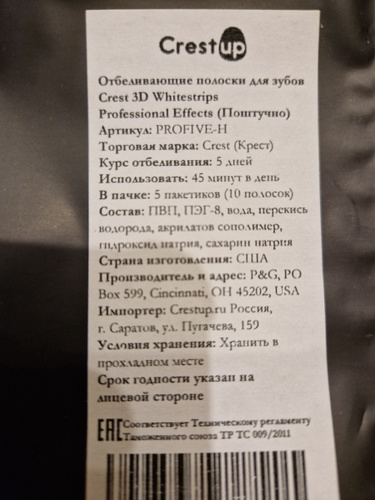 Crestup
Отбеливающие полоски для зубов
Crest 3D Whitestrips
Professional Effects (Поштучно)
Артикул: PROFIVE-H
Торговая марка: Crest (Крест)
Курс отбеливания: 5 дней
Использовать: 45 минут в день
В пачке: 5 пакетиков (10 полосок)
Состав: ПВП, ПЭГ-8, вода, перекись
водорода, акрилатов сополимер,
гидроксид натрия, сахарин натрия
Страна изготовления: США
Производитель и адрес: P&G, PO
Box 599, Cincinnati, OH 45202, USA
Импортер: Crestup.ru Россия,
г. Саратов, ул. Пугачева, 159
Условия хранения: Хранить в
прохладном месте
Срок годности указан на
лицевой стороне
EAC Соответствует Техническому регламенту
Таможенного союза ТР ТС 009/2011